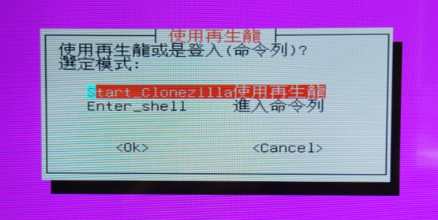 使用再生龍
使用再生龍或是登入(命令列)?
選定模式:
Start_Clonezilla使用再生龍
Enter_shell 進入命令列
<Ok> <Cancel>